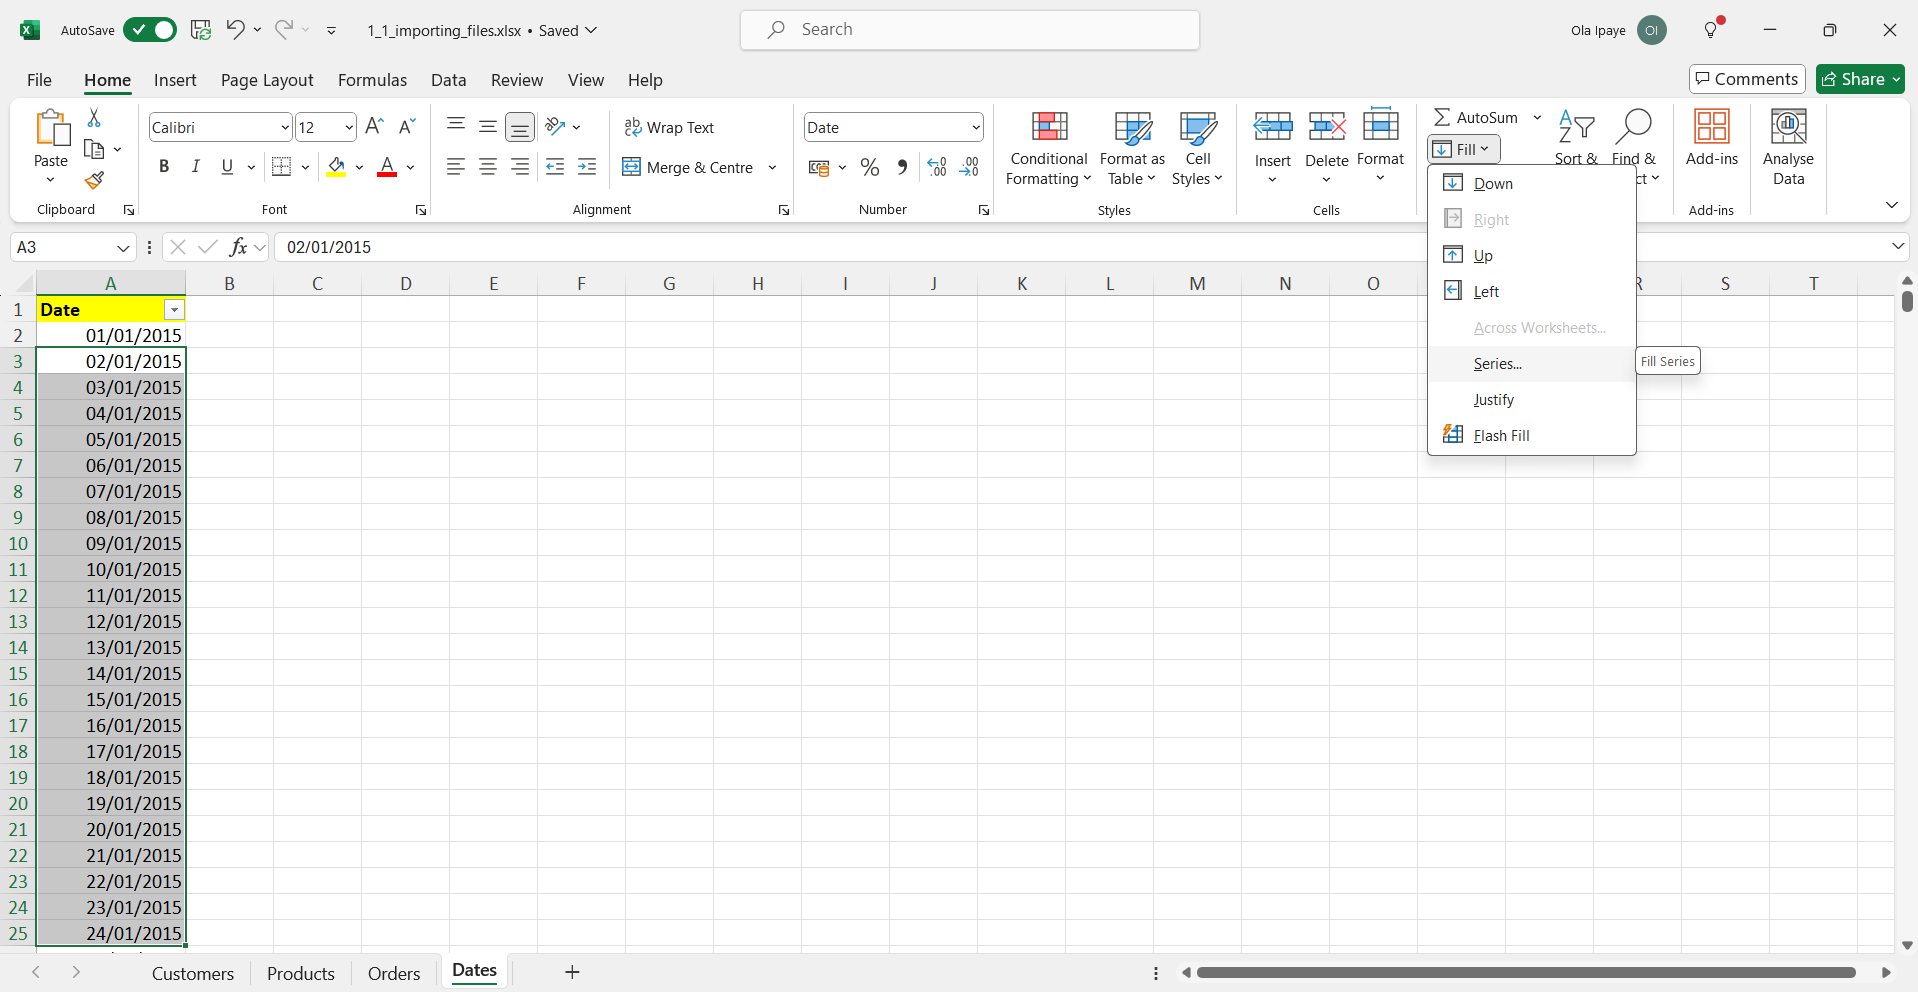 AutoSave
1_1_importing_files.xlsx • Saved
Search
Ola Ipaye
OI
File Home Insert Page Layout Formulas Data Review View Help
Comments
Share
Paste
Clipboard
Calibri
12
A A
B I U
A
Font
ab
Wrap Text
Merge & Centre
Alignment
Date
%
Number
Conditional
Formatting
Format as
Table
Cell
Styles
Styles
Insert
Delete
Format
Cells
AutoSum
Fill
Sort &
Find &
ct
Add-ins
Add-ins
Analyse
Data
Down
Right
Up
Left
Across Worksheets...
Series...
Justify
Flash Fill
Fill Series
A3
fx
02/01/2015
A B C D E F G H I J K L M N O R S T
1 Date
2 01/01/2015
3 02/01/2015
4 03/01/2015
5 04/01/2015
6 05/01/2015
7 06/01/2015
8 07/01/2015
9 08/01/2015
10 09/01/2015
11 10/01/2015
12 11/01/2015
13 12/01/2015
14 13/01/2015
15 14/01/2015
16 15/01/2015
17 16/01/2015
18 17/01/2015
19 18/01/2015
20 19/01/2015
21 20/01/2015
22 21/01/2015
23 22/01/2015
24 23/01/2015
25 24/01/2015
Customers Products Orders Dates